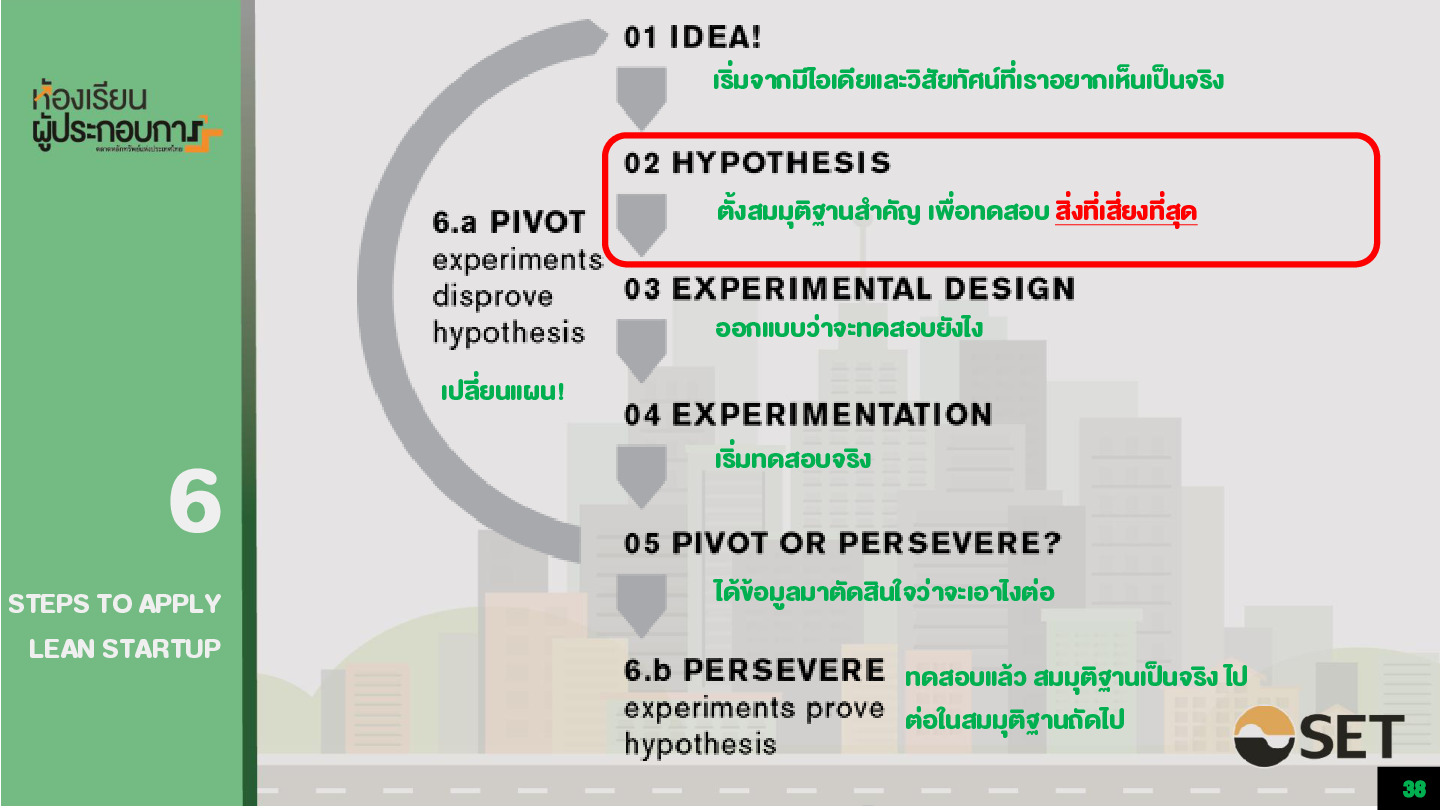 ห้องเรียน
ผู้ประกอบการ
ตลาดหลักทรัพย์แห่งประเทศไทย
6
STEPS TO APPLY
LEAN STARTUP
01 IDEA!
เริ่มจากมีไอเดียและวิสัยทัศน์ที่เราอยากเห็นเป็นจริง
02 HYPOTHESIS
ตั้งสมมุติฐานสำคัญ เพื่อทดสอบ สิ่งที่เสี่ยงที่สุด
03 EXPERIMENTAL DESIGN
ออกแบบว่าจะทดสอบยังไง
04 EXPERIMENTATION
เริ่มทดสอบจริง
05 PIVOT OR PERSEVERE?
ได้ข้อมูลมาตัดสินใจว่าจะเอาไงต่อ
6.a PIVOT
experiments
disprove
hypothesis
เปลี่ยนแผน!
6.b PERSEVERE
experiments prove
hypothesis
ทดสอบแล้ว สมมุติฐานเป็นจริง ไป
ต่อในสมมุติฐานถัดไป
SET
38